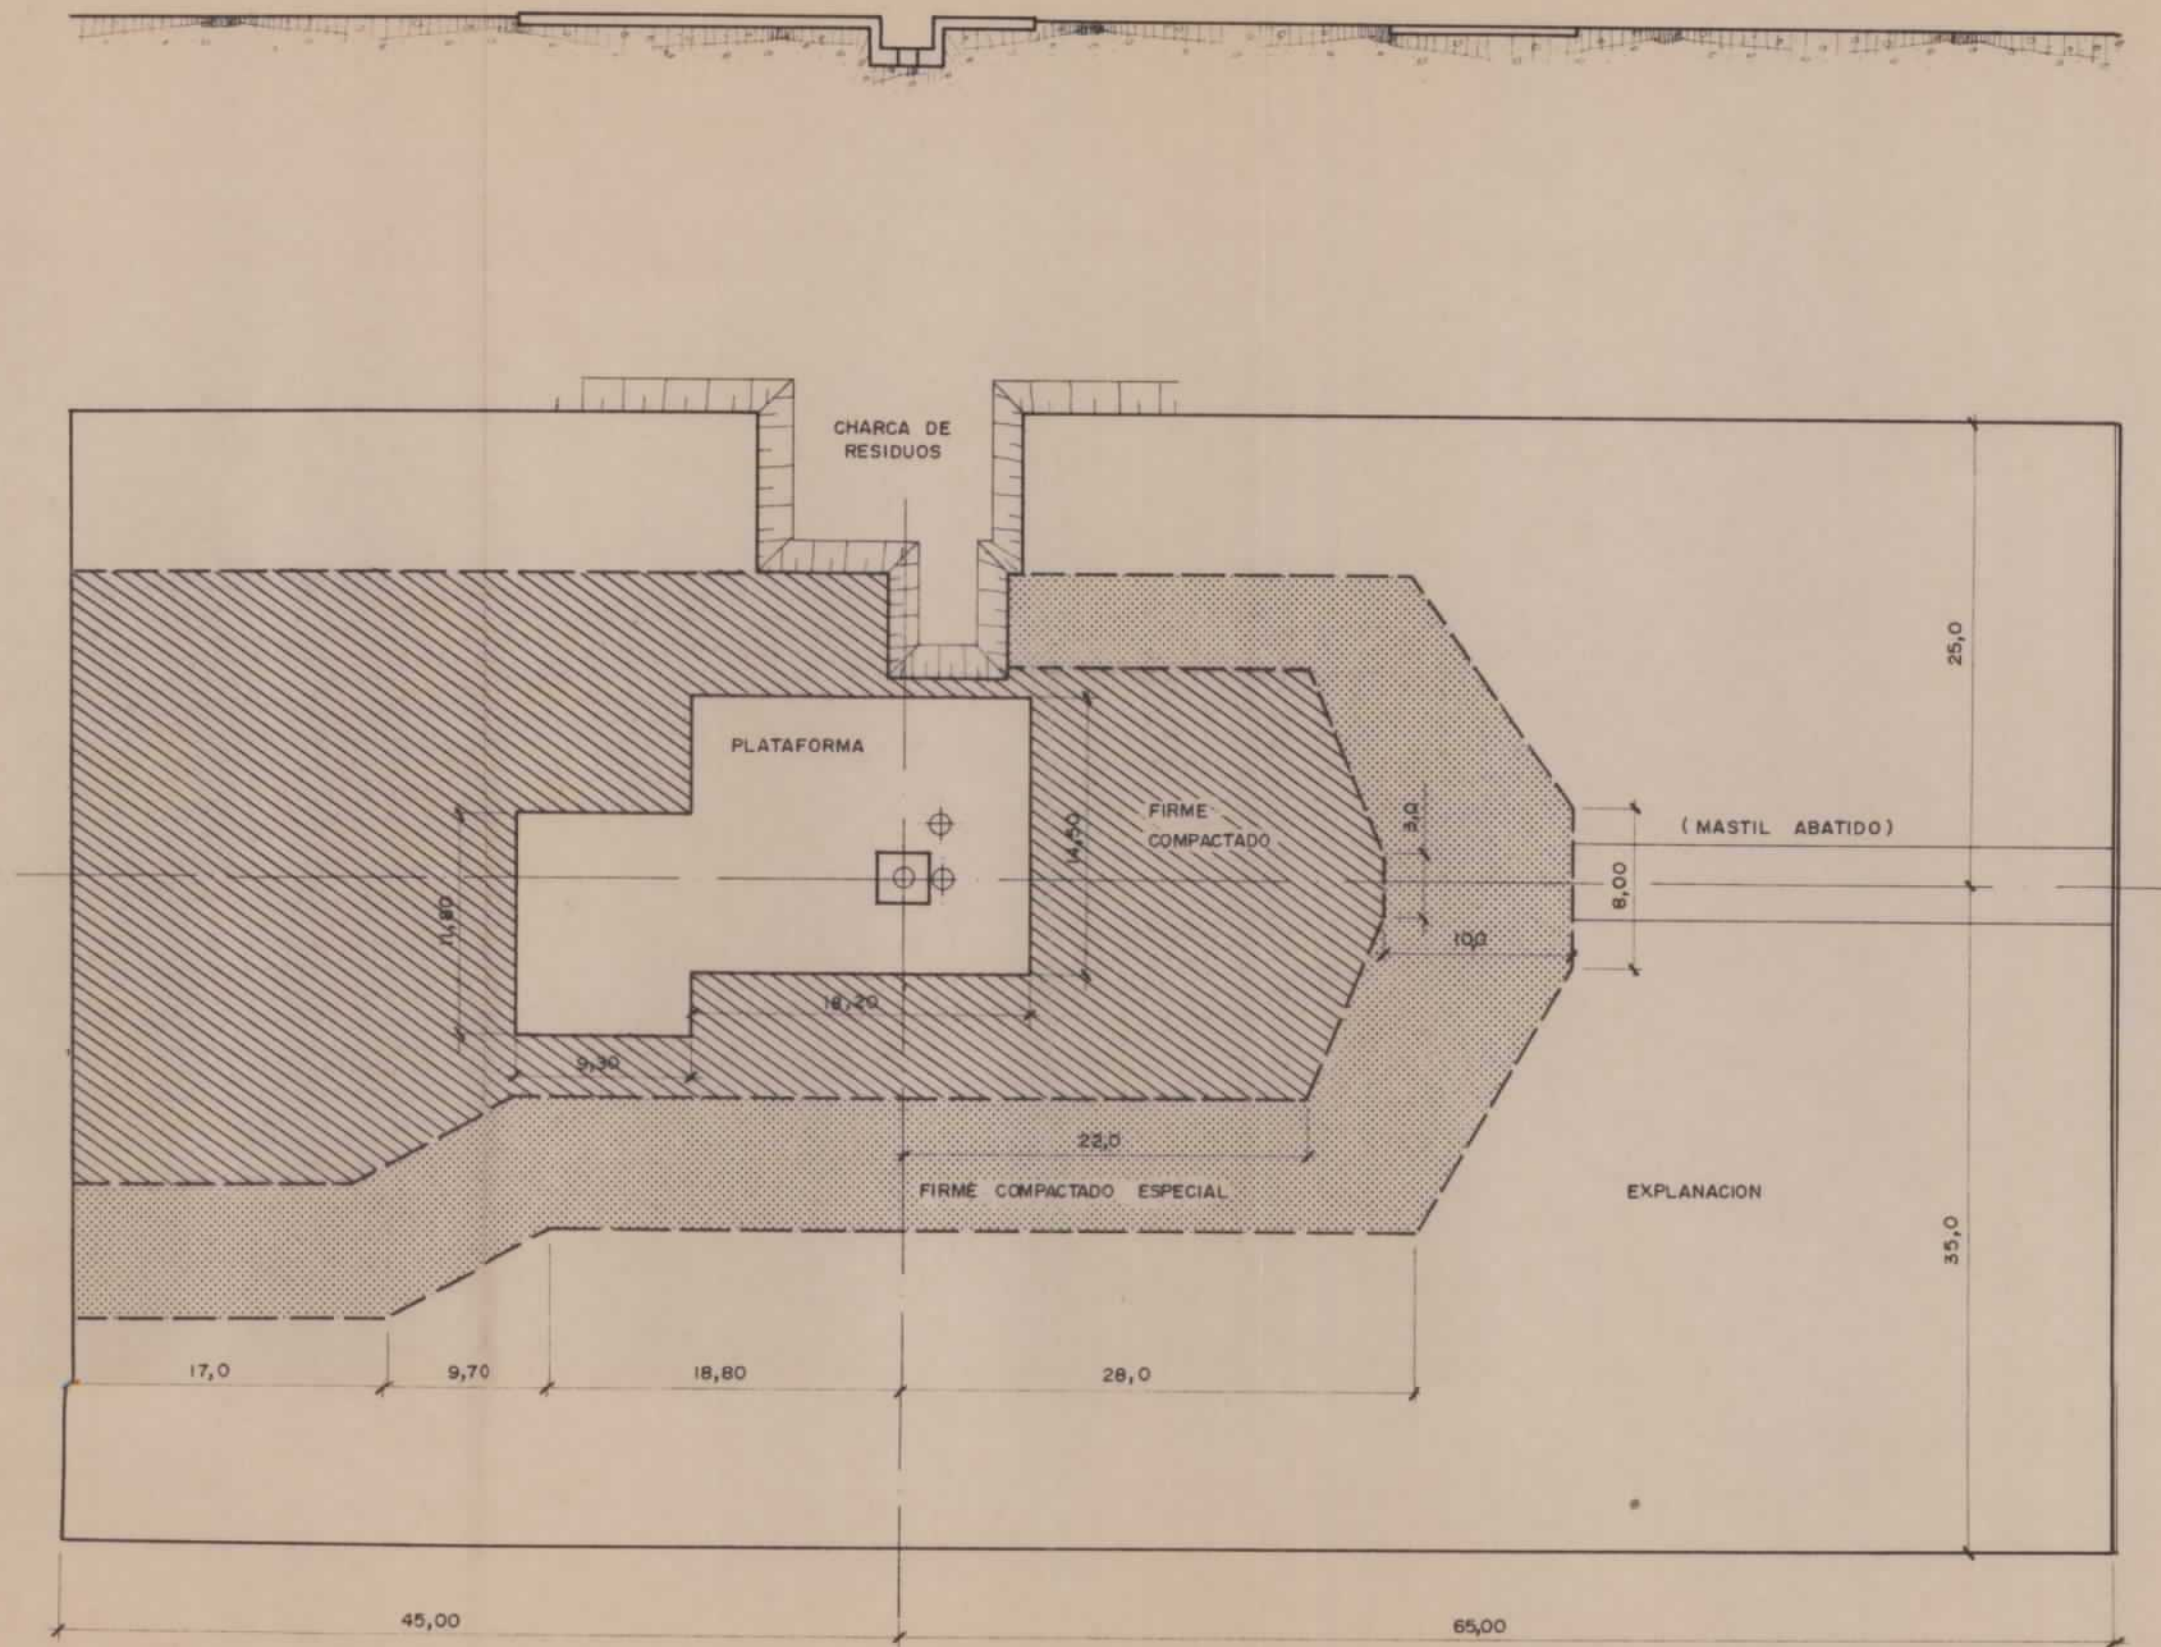 CHARCA DE
RESIDUOS
25,0
PLATAFORMA
FIRME
COMPACTADO
3,0
(MASTIL ABATIDO)
14,50
8,00
11,80
10,0
18,20
9,30
22,0
FIRME COMPACTADO ESPECIAL
EXPLANACION
35,0
17,0
9,70
18,80
28,0
45,00
65,00